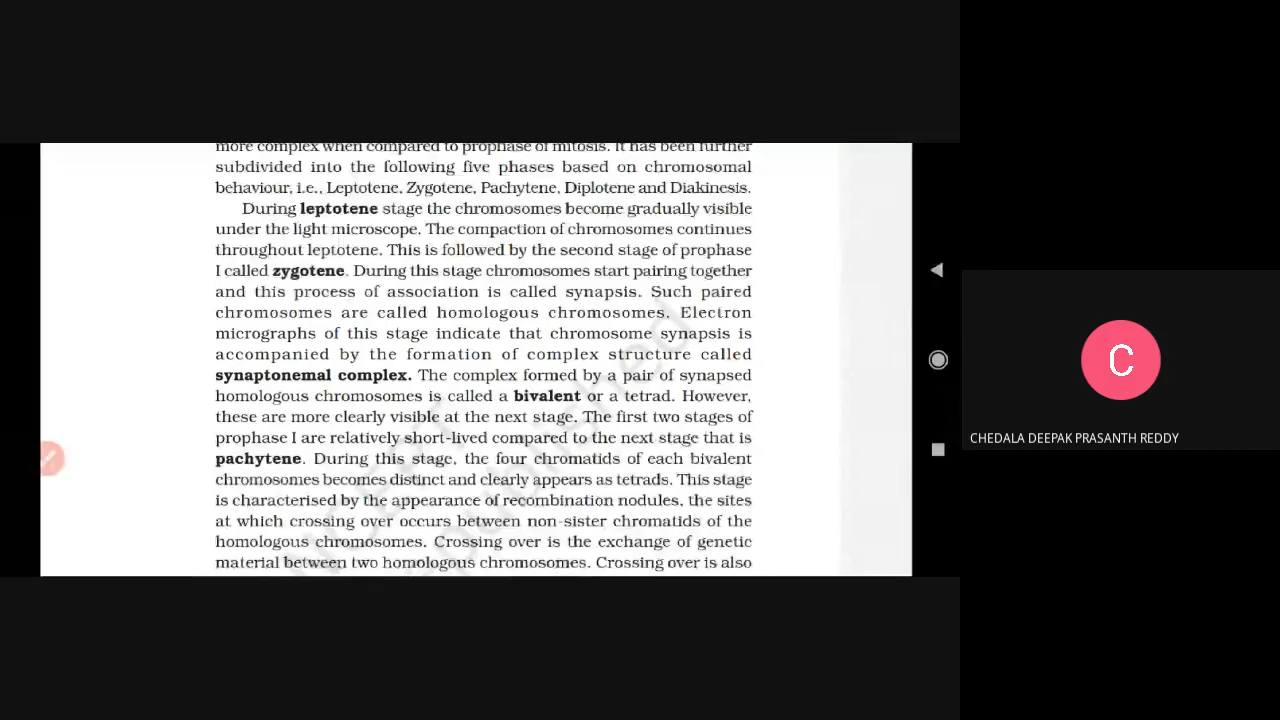 more complex when compared to prophase of mitosis. It has been further
subdivided into the following five phases based on chromosomal
behaviour, i.e., Leptotene, Zygotene, Pachytene, Diplotene and Diakinesis.
During leptotene stage the chromosomes become gradually visible
under the light microscope. The compaction of chromosomes continues
throughout leptotene. This is followed by the second stage of prophase
I called zygotene. During this stage chromosomes start pairing together
and this process of association is called synapsis. Such paired
chromosomes are called homologous chromosomes. Electron
micrographs of this stage indicate that chromosome synapsis is
accompanied by the formation of complex structure called
synaptonemal complex. The complex formed by a pair of synapsed
homologous chromosomes is called a bivalent or a tetrad. However,
these are more clearly visible at the next stage. The first two stages of
prophase I are relatively short-lived compared to the next stage that is
pachytene. During this stage, the four chromatids of each bivalent
chromosomes becomes distinct and clearly appears as tetrads. This stage
is characterised by the appearance of recombination nodules, the sites
at which crossing over occurs between non-sister chromatids of the
homologous chromosomes. Crossing over is the exchange of genetic
material between two homologous chromosomes. Crossing over is also
NCERT
published
C
CHEDALA DEEPAK PRASANTH REDDY